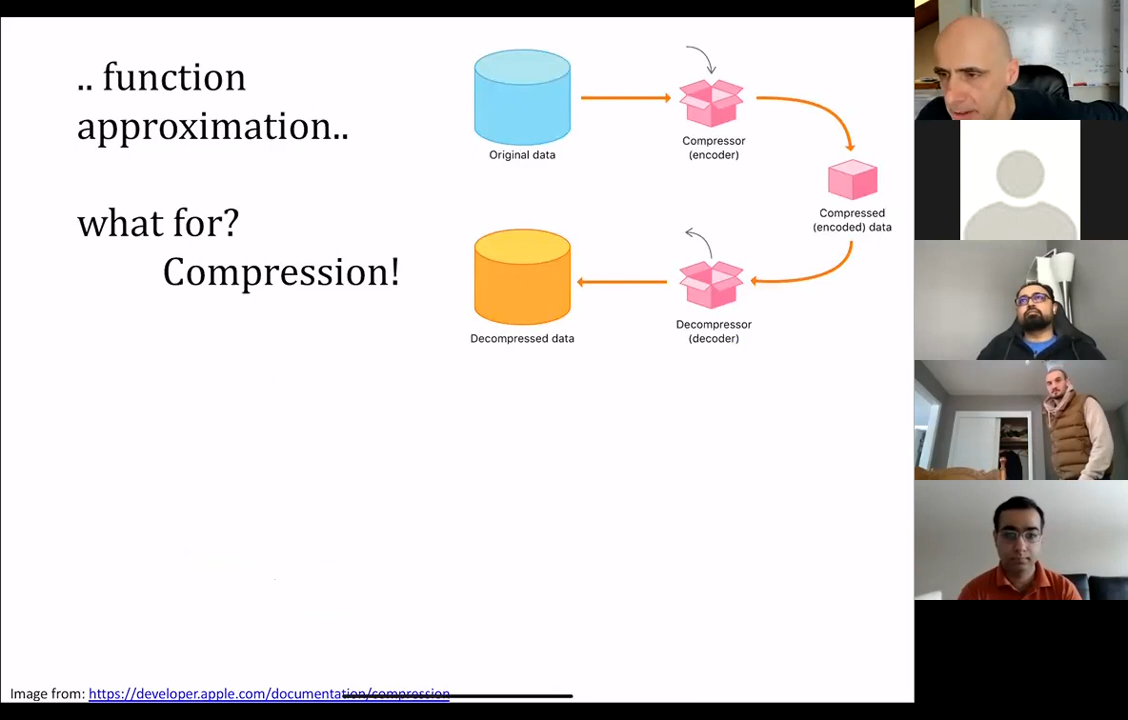 .. function
approximation..
what for?
Compression!
Original data
Compressor
(encoder)
Compressed
(encoded) data
Decompressor
(decoder)
Decompressed data
Image from: https://developer.apple.com/documentation/compression